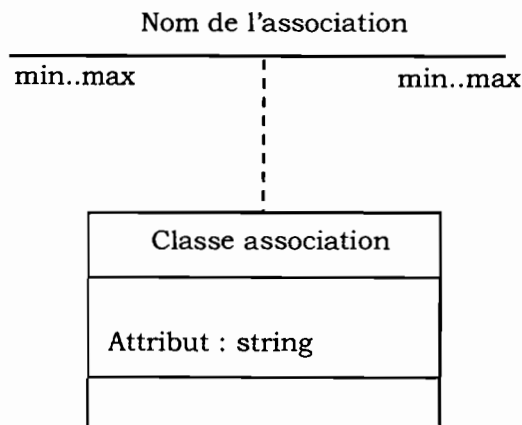 Nom de l'association
min..max min..max
Classe association
Attribut : string